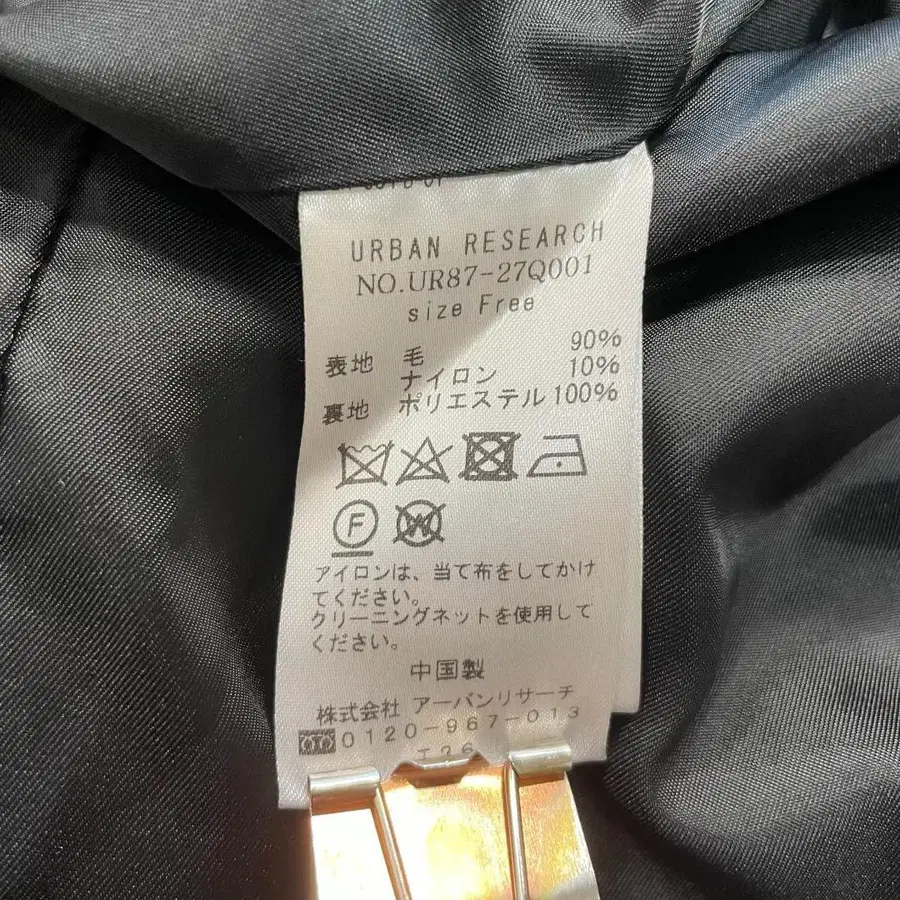 URBAN RESEARCH
NO.UR87-27Q001
size Free
表地 毛 90%
ナイロン 10%
裏地 ポリエステル 100%
F W
アイロンは、当て布をしてかけ
てください。
クリーニングネットを使用して
ください。
中国製
株式会社 アーバンリサーチ
0120-967-013